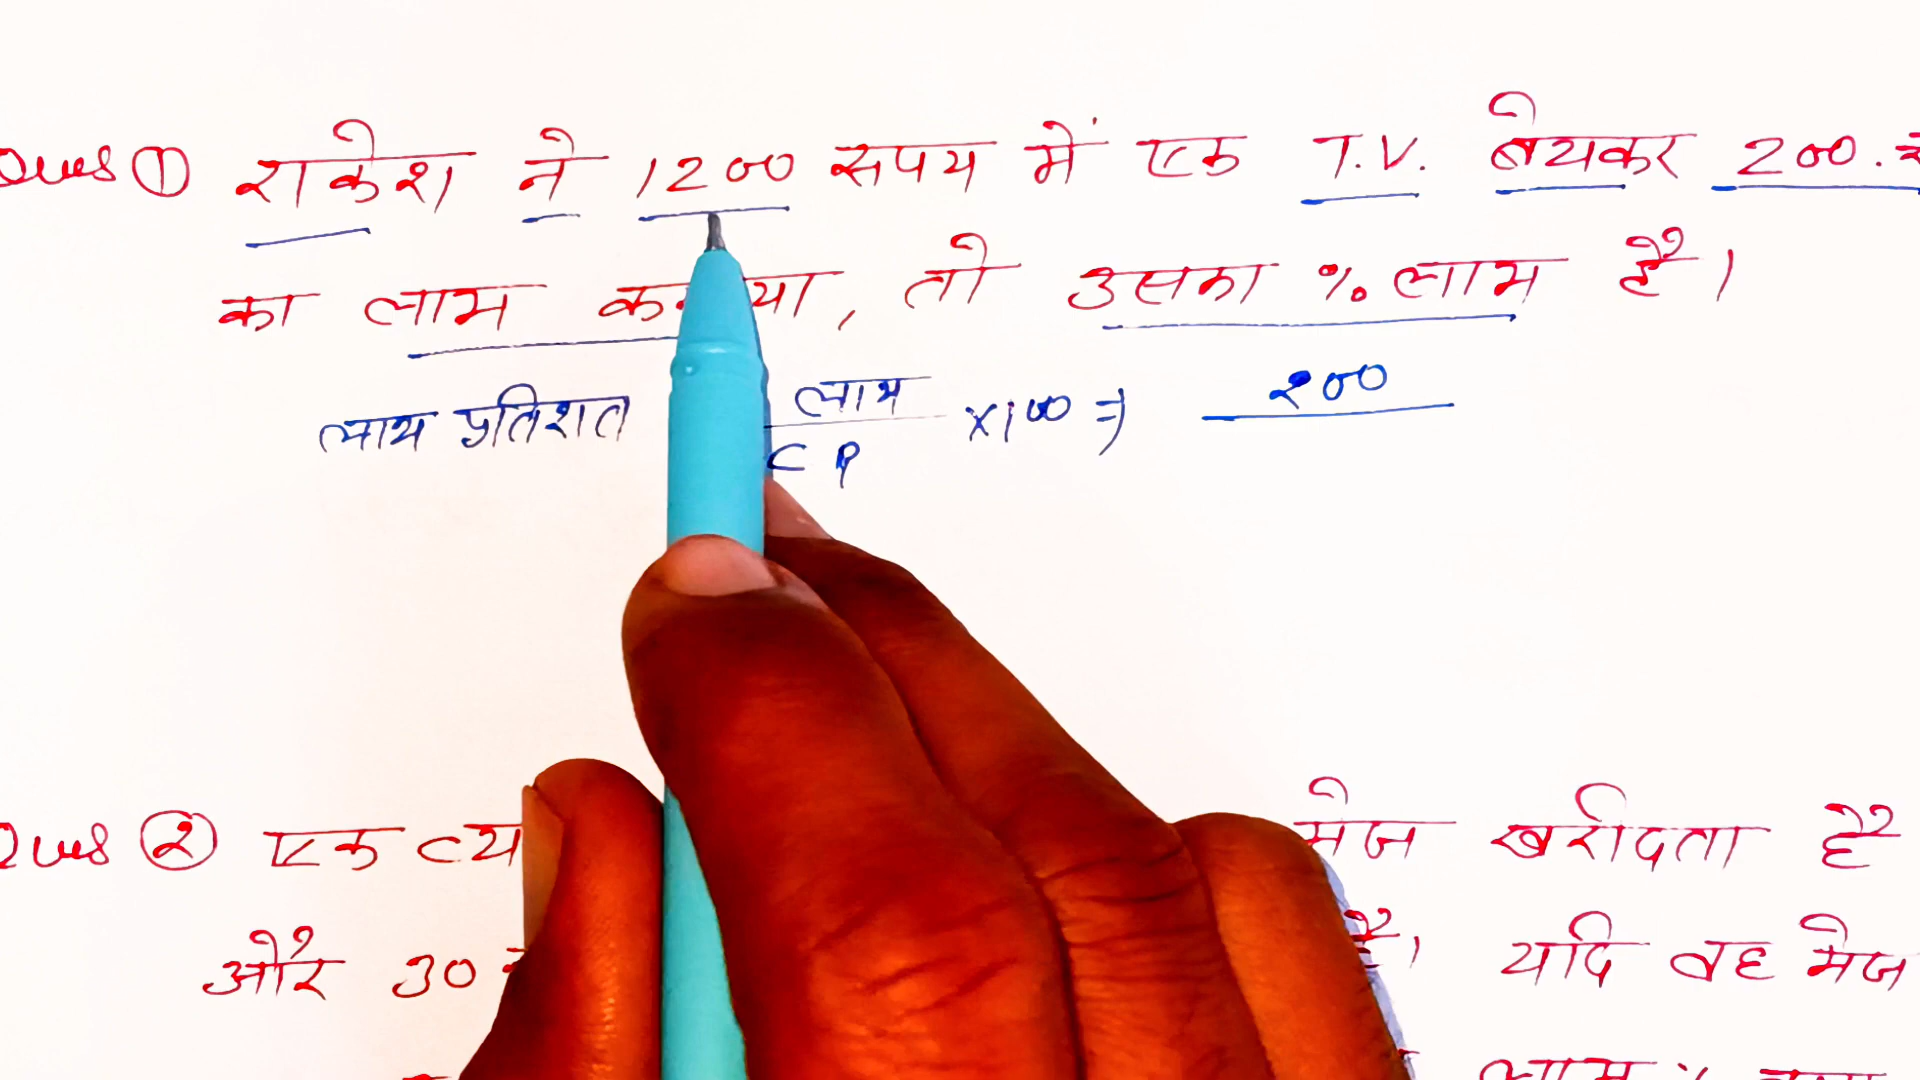 Ques ① राकेश ने 1200 रूपय में एक T.V. बेचकर 200. रू
का लाभ कमाया, तो उसका % लाभ है।
लाभ प्रतिशत लाभ / CP ×100 ⇒ 200
Ques ② एक व्य मेज खरीदता है
और 30 है। यदि वह मेज
लाभ %